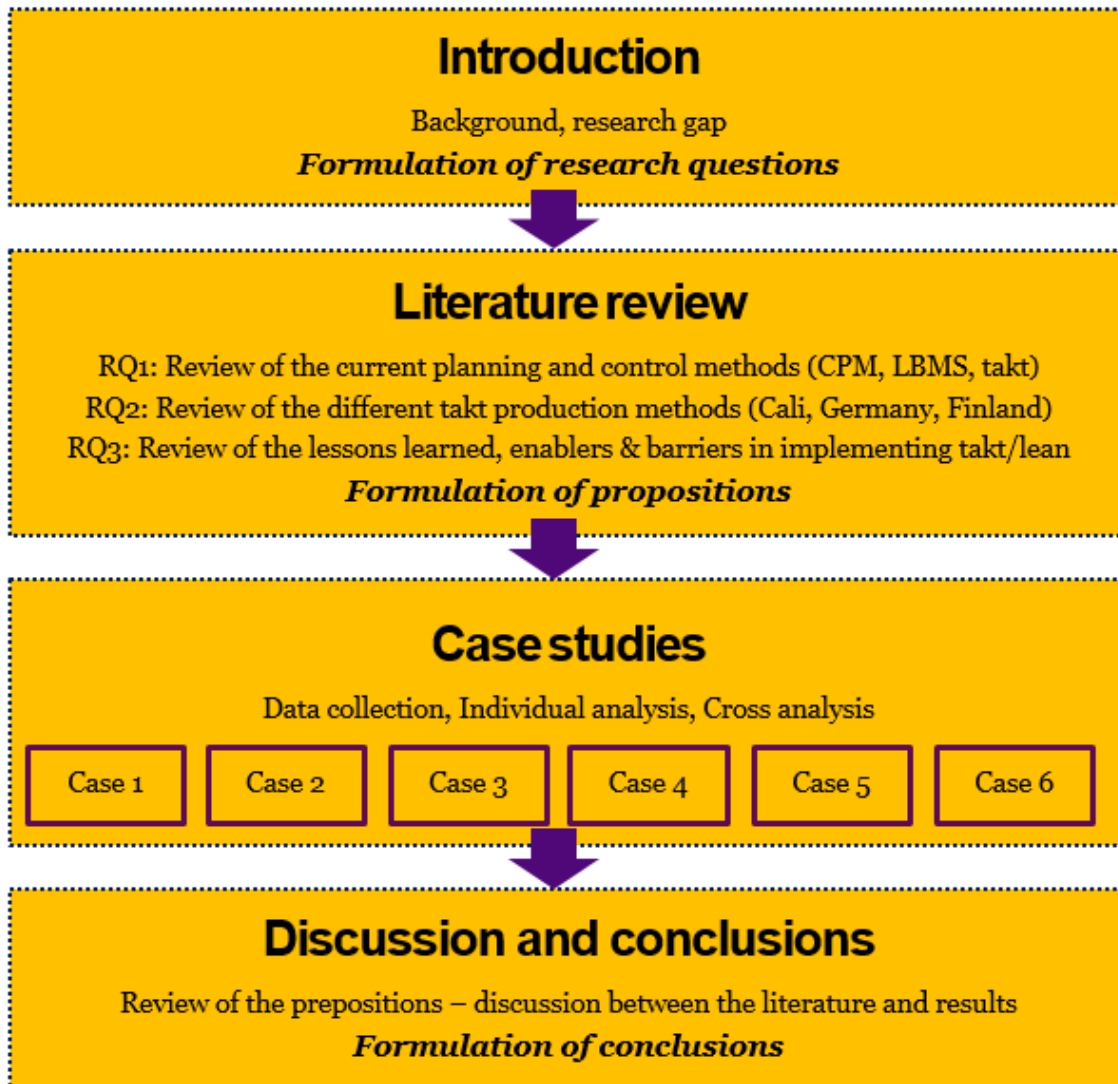 Introduction
Background, research gap
Formulation of research questions
Literature review
RQ1: Review of the current planning and control methods (CPM, LBMS, takt)
RQ2: Review of the different takt production methods (Cali, Germany, Finland)
RQ3: Review of the lessons learned, enablers & barriers in implementing takt/lean
Formulation of propositions
Case studies
Data collection, Individual analysis, Cross analysis
Case 1 Case 2 Case 3 Case 4 Case 5 Case 6
Discussion and conclusions
Review of the prepositions – discussion between the literature and results
Formulation of conclusions